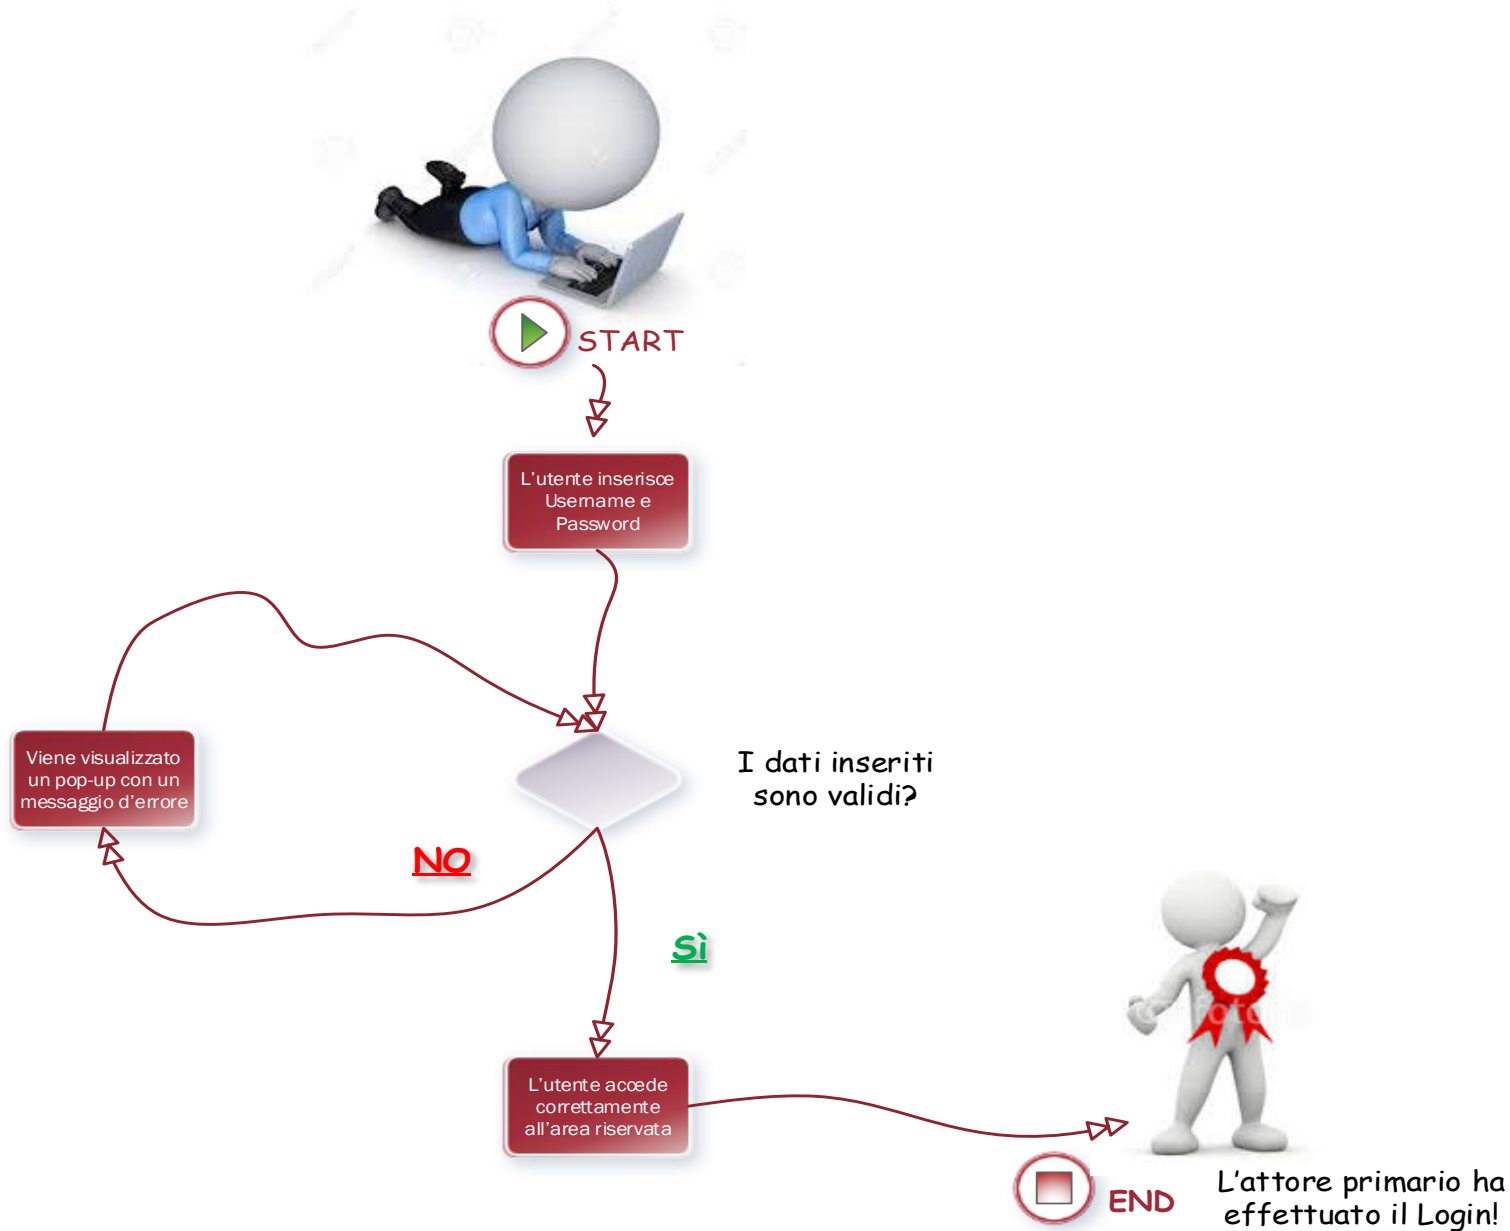 START
L'utente inserisce
Username e
Password
Viene visualizzato
un pop-up con un
messaggio d'errore
I dati inseriti
sono validi?
NO
Sì
L'utente accede
correttamente
all'area riservata
END
L'attore primario ha
effettuato il Login!